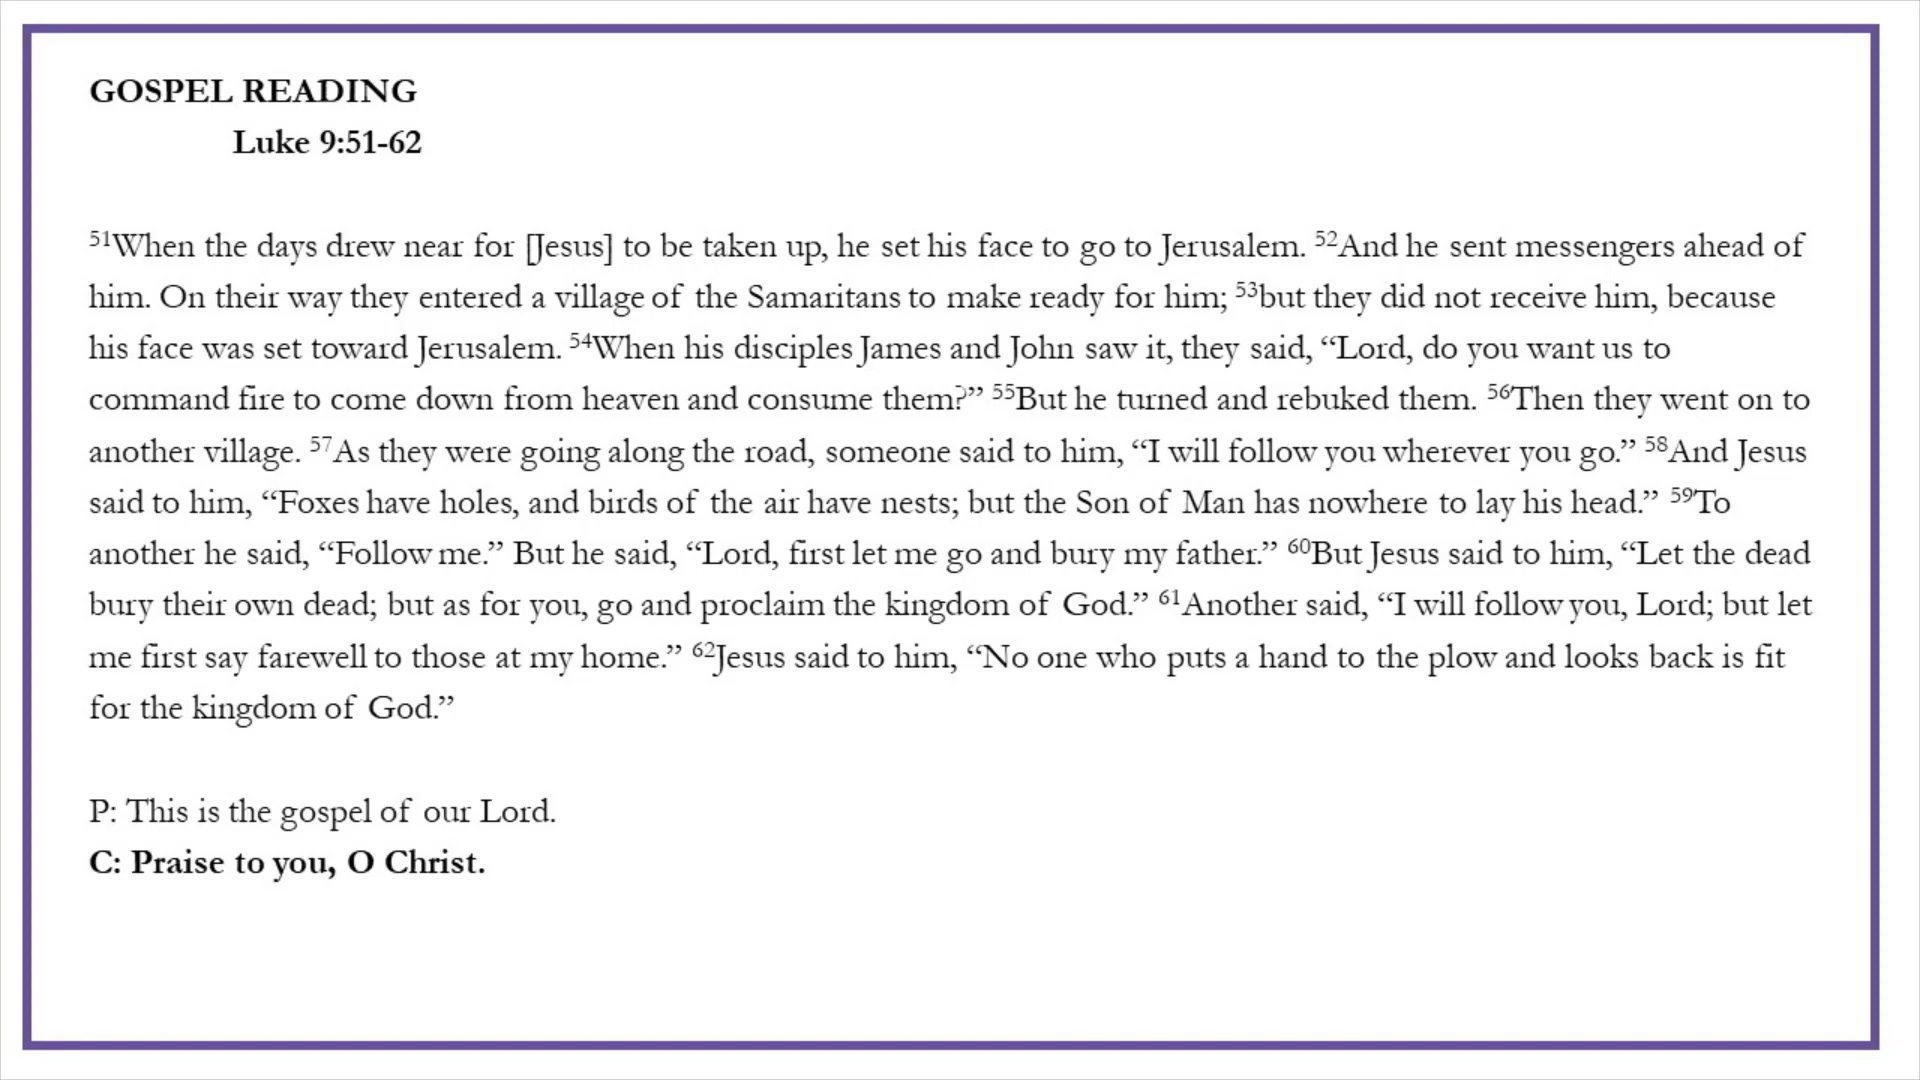 GOSPEL READING
Luke 9:51-62
51When the days drew near for [Jesus] to be taken up, he set his face to go to Jerusalem. 52And he sent messengers ahead of
him. On their way they entered a village of the Samaritans to make ready for him; 53but they did not receive him, because
his face was set toward Jerusalem. 54When his disciples James and John saw it, they said, “Lord, do you want us to
command fire to come down from heaven and consume them?” 55But he turned and rebuked them. 56Then they went on to
another village. 57As they were going along the road, someone said to him, “I will follow you wherever you go.” 58And Jesus
said to him, “Foxes have holes, and birds of the air have nests; but the Son of Man has nowhere to lay his head.” 59To
another he said, “Follow me.” But he said, “Lord, first let me go and bury my father.” 60But Jesus said to him, “Let the dead
bury their own dead; but as for you, go and proclaim the kingdom of God.” 61Another said, “I will follow you, Lord; but let
me first say farewell to those at my home.” 62Jesus said to him, “No one who puts a hand to the plow and looks back is fit
for the kingdom of God.”
P: This is the gospel of our Lord.
C: Praise to you, O Christ.